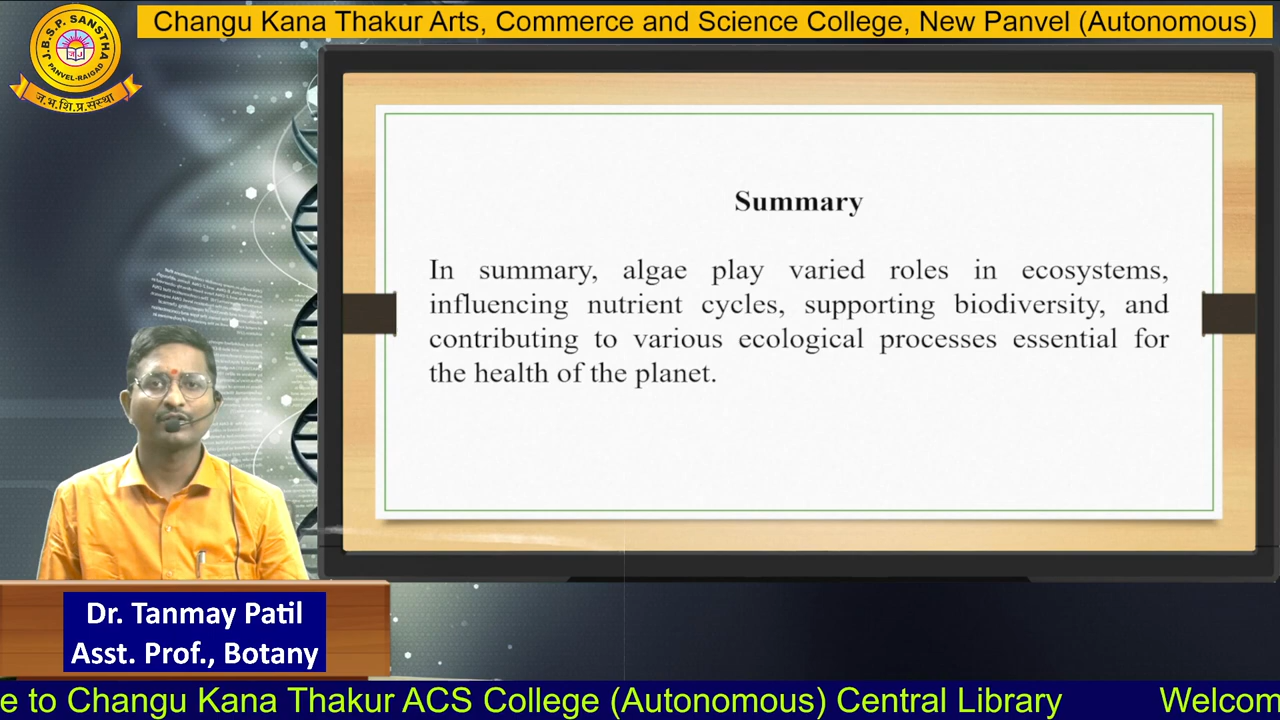 Changu Kana Thakur Arts, Commerce and Science College, New Panvel (Autonomous)
J.B.S.P. SANSTHA
PANVEL-RAIGAD
ज.भ.शि.प्र.संस्था
Summary
In summary, algae play varied roles in ecosystems,
influencing nutrient cycles, supporting biodiversity, and
contributing to various ecological processes essential for
the health of the planet.
Dr. Tanmay Patil
Asst. Prof., Botany
e to Changu Kana Thakur ACS College (Autonomous) Central Library Welcom